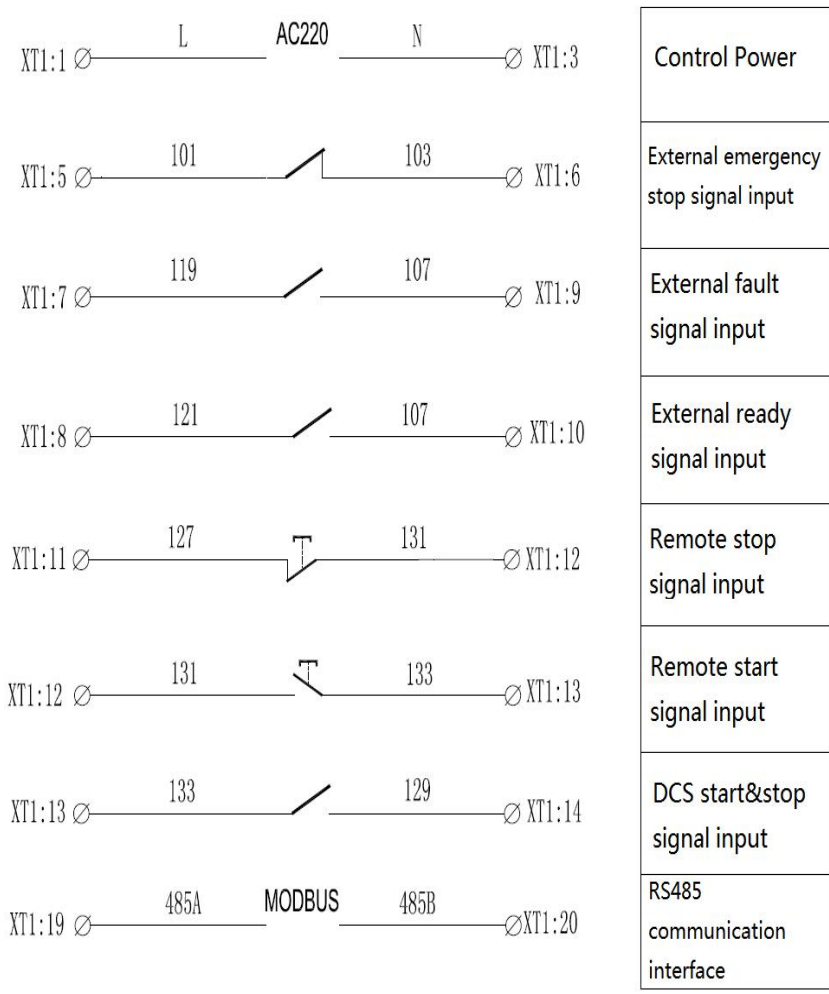 XT1:1 L AC220 N XT1:3 Control Power
XT1:5 101 103 XT1:6 External emergency
stop signal input
XT1:7 119 107 XT1:9 External fault
signal input
XT1:8 121 107 XT1:10 External ready
signal input
XT1:11 127 131 XT1:12 Remote stop
signal input
XT1:12 131 133 XT1:13 Remote start
signal input
XT1:13 133 129 XT1:14 DCS start&stop
signal input
XT1:19 485A MODBUS 485B XT1:20 RS485
communication
interface